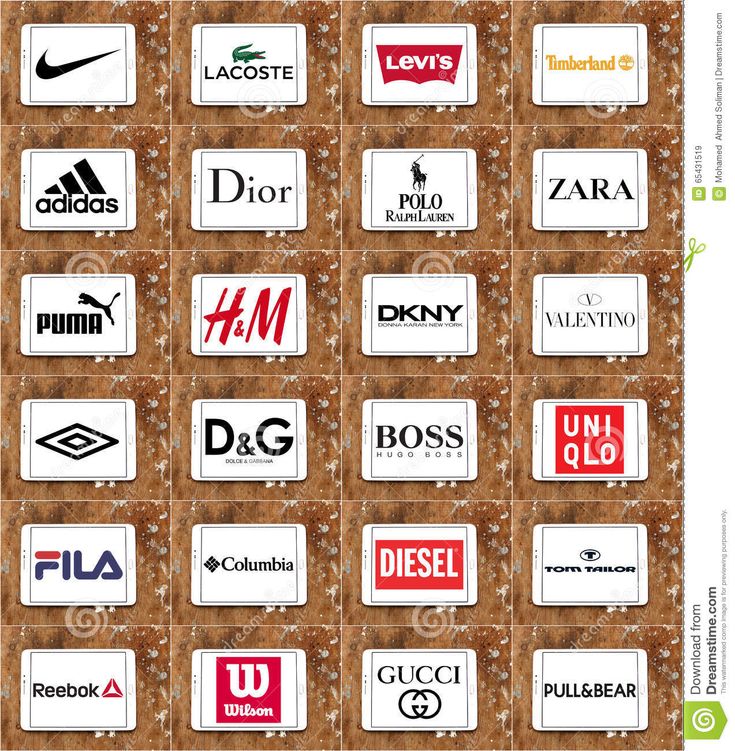 LACOSTE
LEVI'S
Timberland
adidas
Dior
POLO
RALPH LAUREN
ZARA
PUMA
H&M
DKNY
DONNA KARAN NEW YORK
V
VALENTINO
D&G
DOLCE & GABBANA
BOSS
HUGO BOSS
UNI
QLO
FILA
Columbia
DIESEL
T
TOM TAILOR
Reebok
W
Wilson
GUCCI
PULL&BEAR
ID 65431519
© Mohamed Ahmed Soliman | Dreamstime.com
Download from
Dreamstime.com
This watermarked comp image is for previewing purposes only.